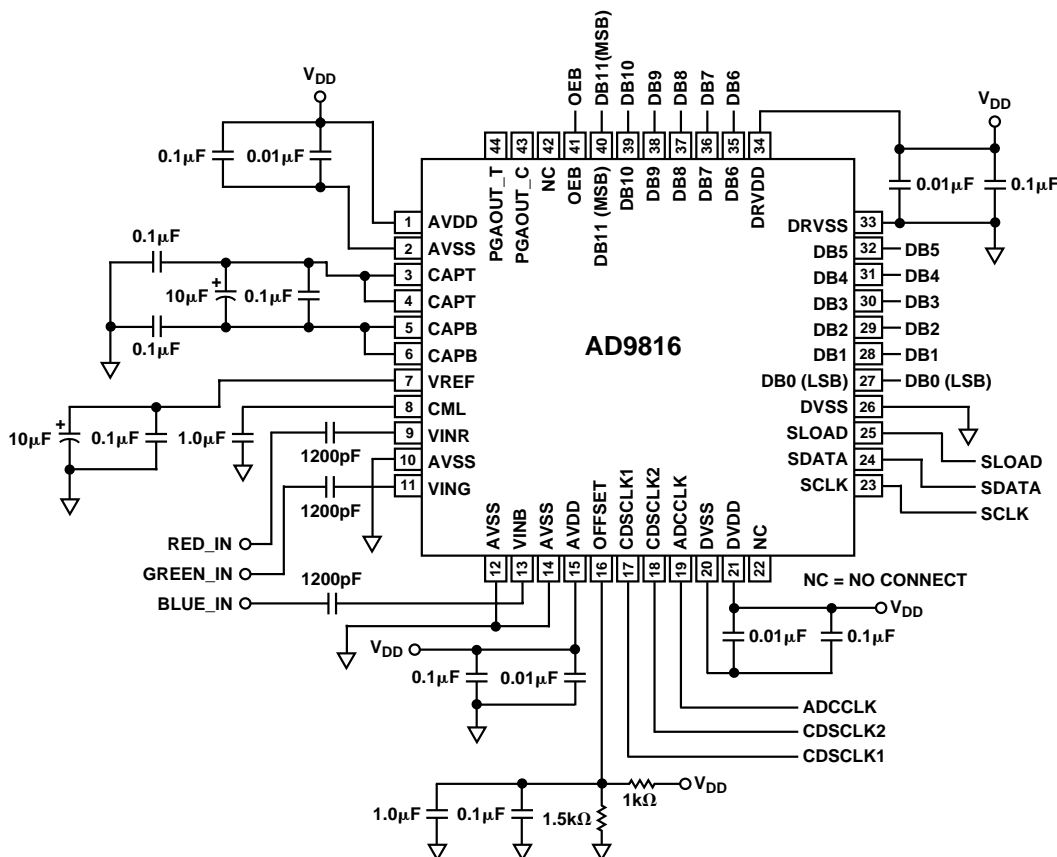 OEB
DB11(MSB)
DB10
DB9
DB8
DB7
DB6
VDD
VDD
0.1µF
0.01µF
0.01µF
0.1µF
44
43
42
41
40
39
38
37
36
35
34
PGAOUT_T
PGAOUT_C
NC
OEB
DB11 (MSB)
DB10
DB9
DB8
DB7
DB6
DRVDD
1 AVDD
2 AVSS
3 CAPT
4 CAPT
5 CAPB
6 CAPB
7 VREF
8 CML
9 VINR
10 AVSS
11 VING
0.1µF
+
10µF
0.1µF
0.1µF
+
10µF
0.1µF
1.0µF
1200pF
1200pF
AD9816
DRVSS 33
DB5 32 DB5
DB4 31 DB4
DB3 30 DB3
DB2 29 DB2
DB1 28 DB1
DB0 (LSB) 27 DB0 (LSB)
DVSS 26
SLOAD 25
SDATA 24
SCLK 23
SLOAD
SDATA
SCLK
AVSS
VINB
AVSS
AVDD
OFFSET
CDSCLK1
CDSCLK2
ADCCLK
DVSS
DVDD
NC
12
13
14
15
16
17
18
19
20
21
22
RED_IN
GREEN_IN
BLUE_IN
1200pF
NC = NO CONNECT
VDD
0.01µF
0.1µF
VDD
0.1µF
0.01µF
ADCCLK
CDSCLK2
CDSCLK1
VDD
1kΩ
1.0µF
0.1µF
1.5kΩ